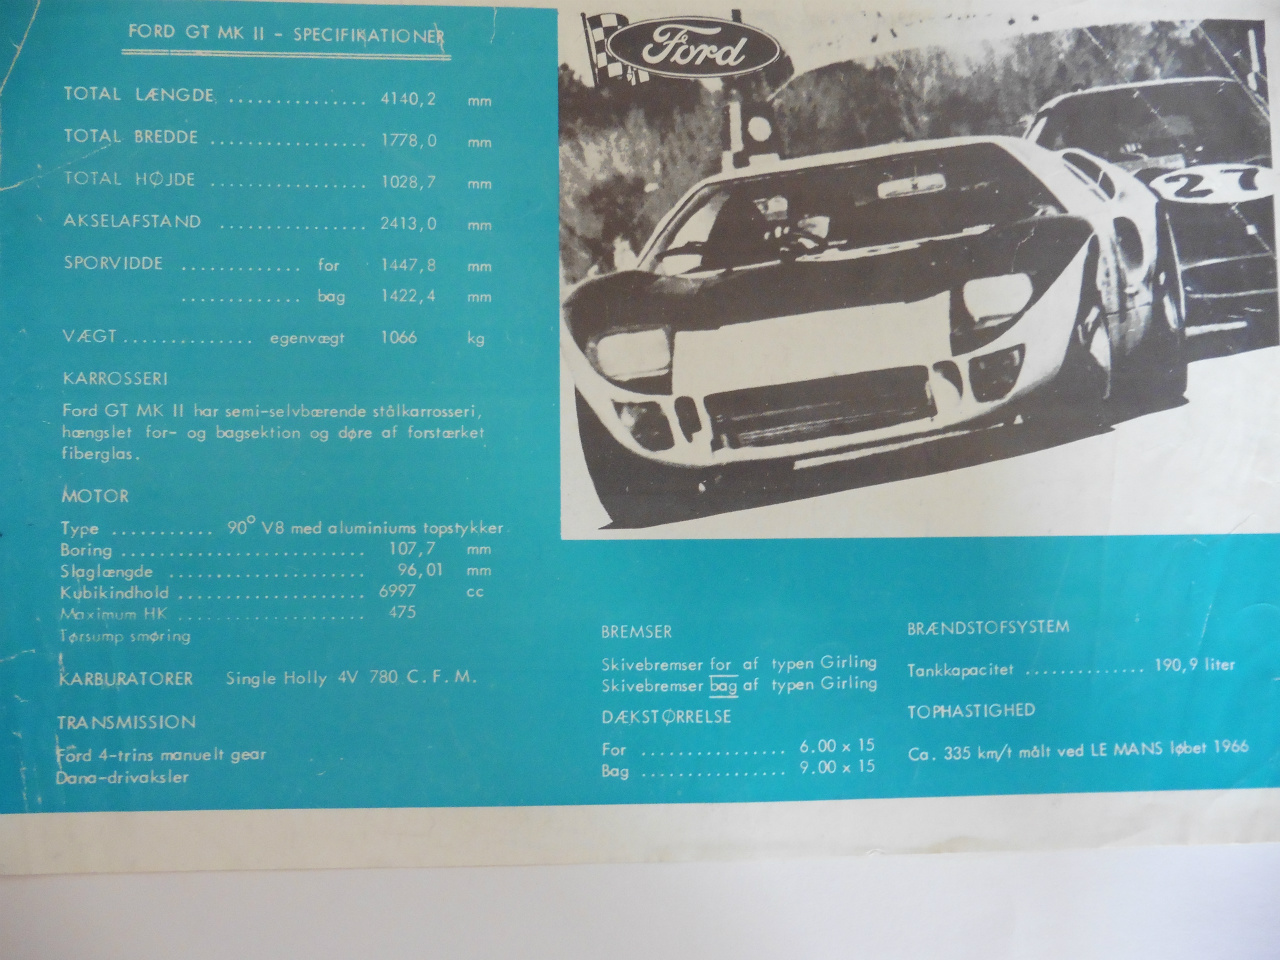 FORD GT MK II - SPECIFIKATIONER
TOTAL LÆNGDE .............. 4140,2 mm
TOTAL BREDDE ................ 1778,0 mm
TOTAL HØJDE ................ 1028,7 mm
AKSELAFSTAND ............... 2413,0 mm
SPORVIDDE ............ for 1447,8 mm
............ bag 1422,4 mm
VÆGT ............. egenvægt 1066 kg
KARROSSERI
Ford GT MK II har semi-selvbærende stålkarrosseri,
hængslet for- og bagsektion og døre af forstærket
fiberglas.
MOTOR
Type .......... 90° V8 med aluminiums topstykker
Boring ......................... 107,7 mm
Slaglængde .................... 96,01 mm
Kubikindhold ................... 6997 cc
Maximum HK .................... 475
Tørsump smøring
KARBURATORER Single Holly 4V 780 C.F.M.
TRANSMISSION
Ford 4-trins manuelt gear
Dana-drivaksler
Ford
27
BREMSER
Skivebremser for af typen Girling
Skivebremser bag af typen Girling
DÆKSTØRRELSE
For ................ 6.00 x 15
Bag ................ 9.00 x 15
BRÆNDSTOFSYSTEM
Tankkapacitet ............. 190,9 liter
TOPHASTIGHED
Ca. 335 km/t målt ved LE MANS løbet 1966